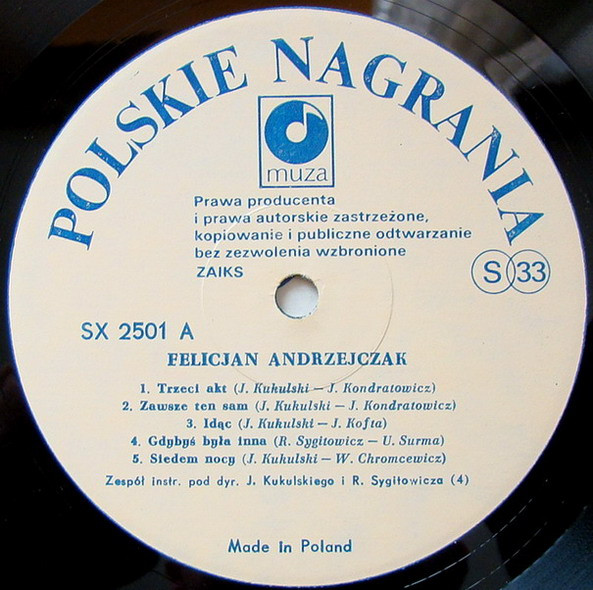 POLSKIE NAGRANIA
muza
Prawa producenta
i prawa autorskie zastrzeżone,
kopiowanie i publiczne odtwarzanie
bez zezwolenia wzbronione
ZAIKS
S 33
SX 2501 A
FELICJAN ANDRZEJCZAK
1. Trzeci akt (J. Kukulski – J. Kondratowicz)
2. Zawsze ten sam (J. Kukulski – J. Kondratowicz)
3. Idąc (J. Kukulski – J. Kofta)
4. Gdybyś była inna (R. Sygitowicz – U. Surma)
5. Siedem nocy (J. Kukulski – W. Chromcewicz)
Zespół instr. pod dyr. J. Kukulskiego i R. Sygitowicza (4)
Made in Poland